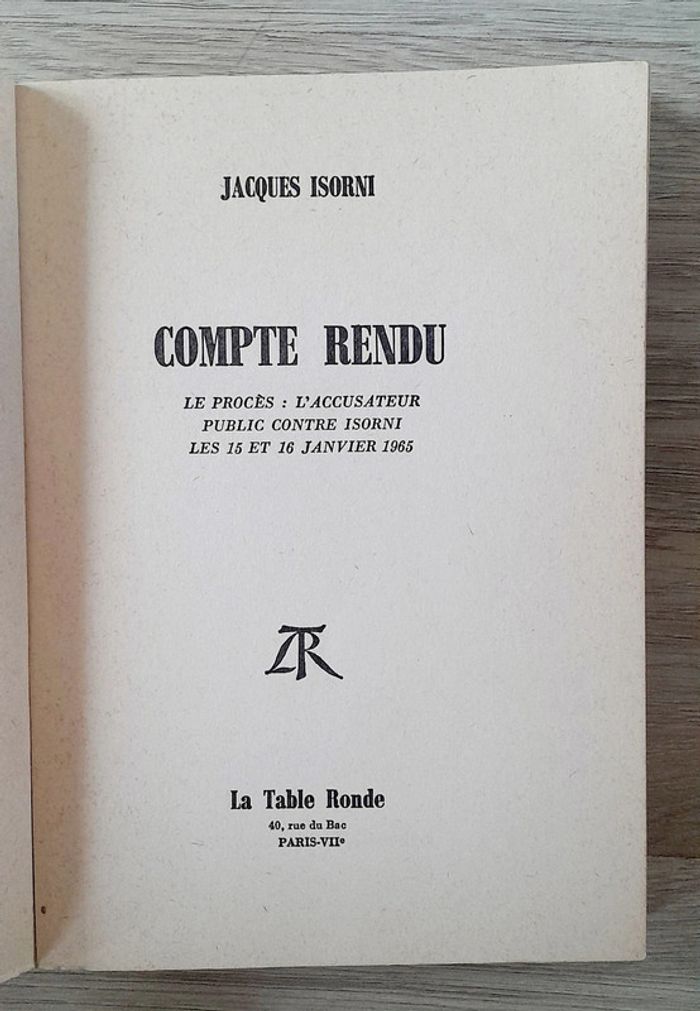 JACQUES ISORNI
COMPTE RENDU
LE PROCÈS : L'ACCUSATEUR
PUBLIC CONTRE ISORNI
LES 15 ET 16 JANVIER 1965
LTR
La Table Ronde
40, rue du Bac
PARIS-VIIᵉ